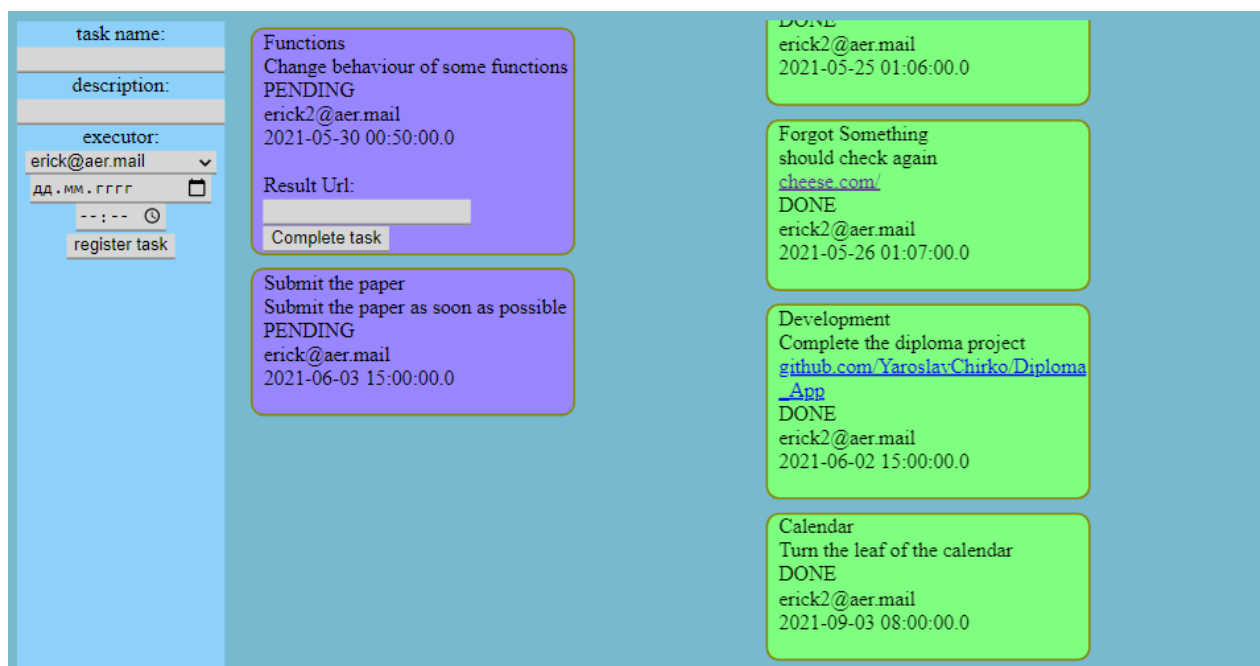 task name:
description:
executor:
erick@aer.mail
дд.мм.гггг
--:--
register task
Functions
Change behaviour of some functions
PENDING
erick2@aer.mail
2021-05-30 00:50:00.0
Result Url:
Complete task
Submit the paper
Submit the paper as soon as possible
PENDING
erick@aer.mail
2021-06-03 15:00:00.0
DONE
erick2@aer.mail
2021-05-25 01:06:00.0
Forgot Something
should check again
cheese.com/
DONE
erick2@aer.mail
2021-05-26 01:07:00.0
Development
Complete the diploma project
github.com/YaroslavChirko/Diploma
_App
DONE
erick2@aer.mail
2021-06-02 15:00:00.0
Calendar
Turn the leaf of the calendar
DONE
erick2@aer.mail
2021-09-03 08:00:00.0